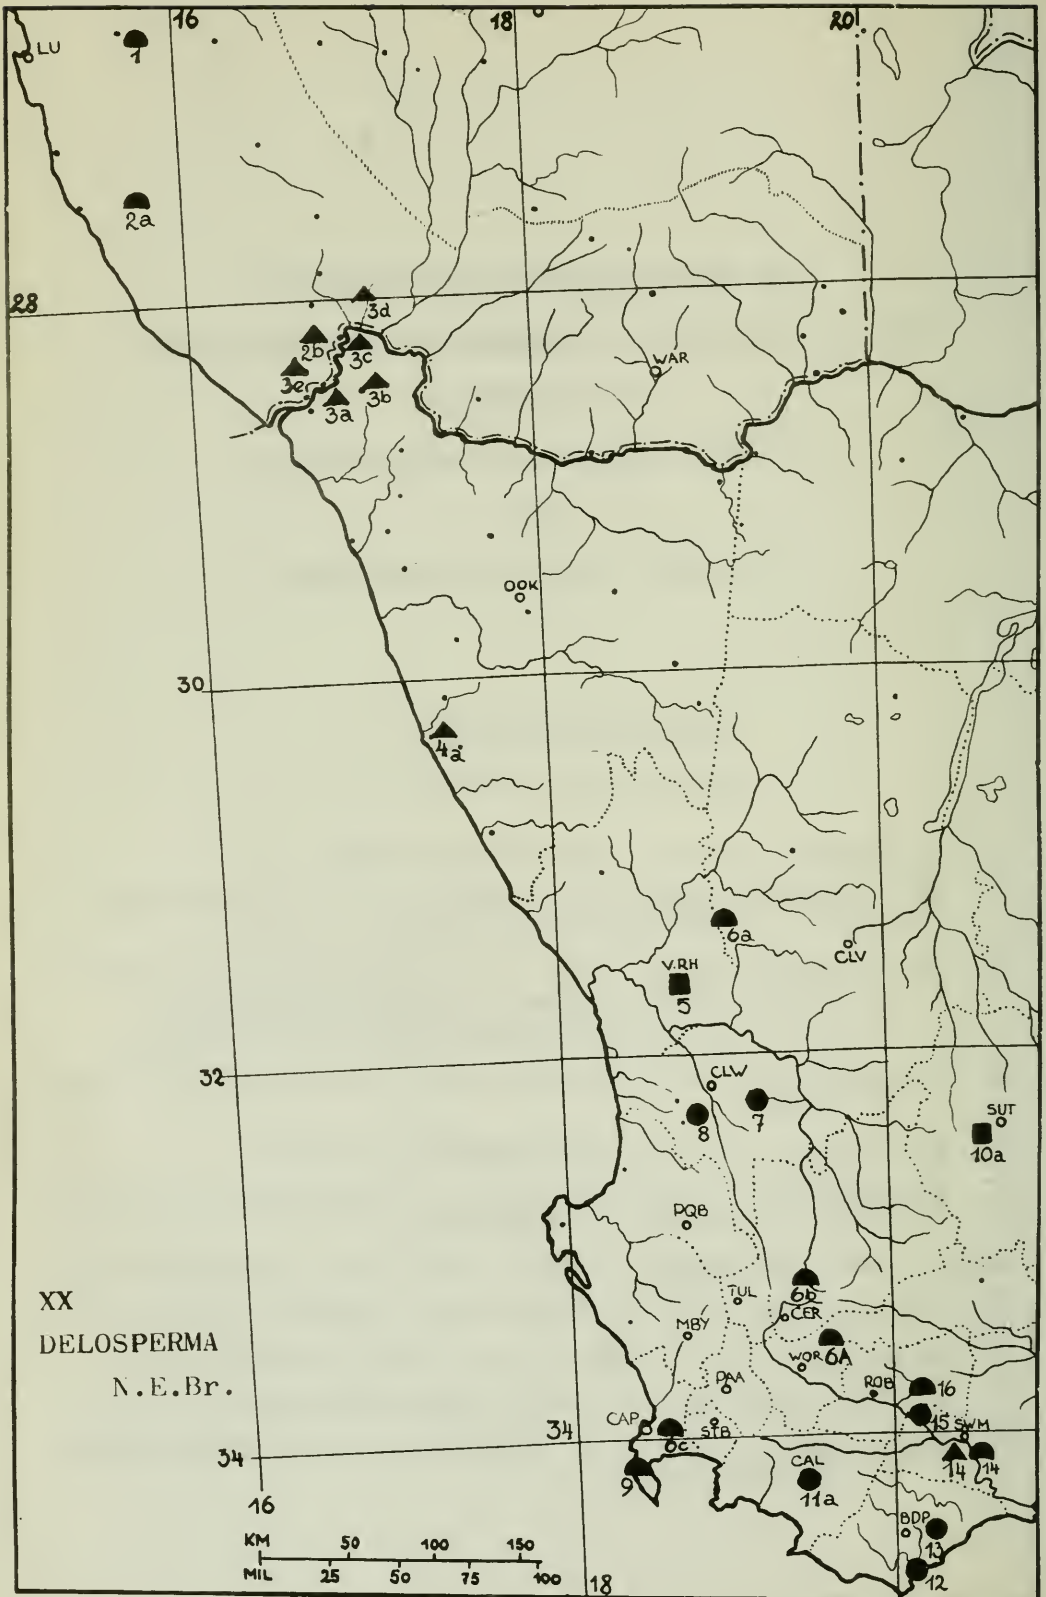 16
18
20
LU
1
2a
28
3d
2b
3c
3e
3a
3b
WAR
OOK
30
4a
6a
CLV
V.RH
5
32
CLW
8
7
SUT
10a
PQB
XX
DELOSPERMA
N.E.Br.
TUL
6b
CER
MBY
6A
WOR
PAA
ROB
16
CAP
34
STB
15
SWM
6c
34
9
CAL
11a
14
14
16
BDP
13
KM 50 100 150
MIL 25 50 75 100
18
12